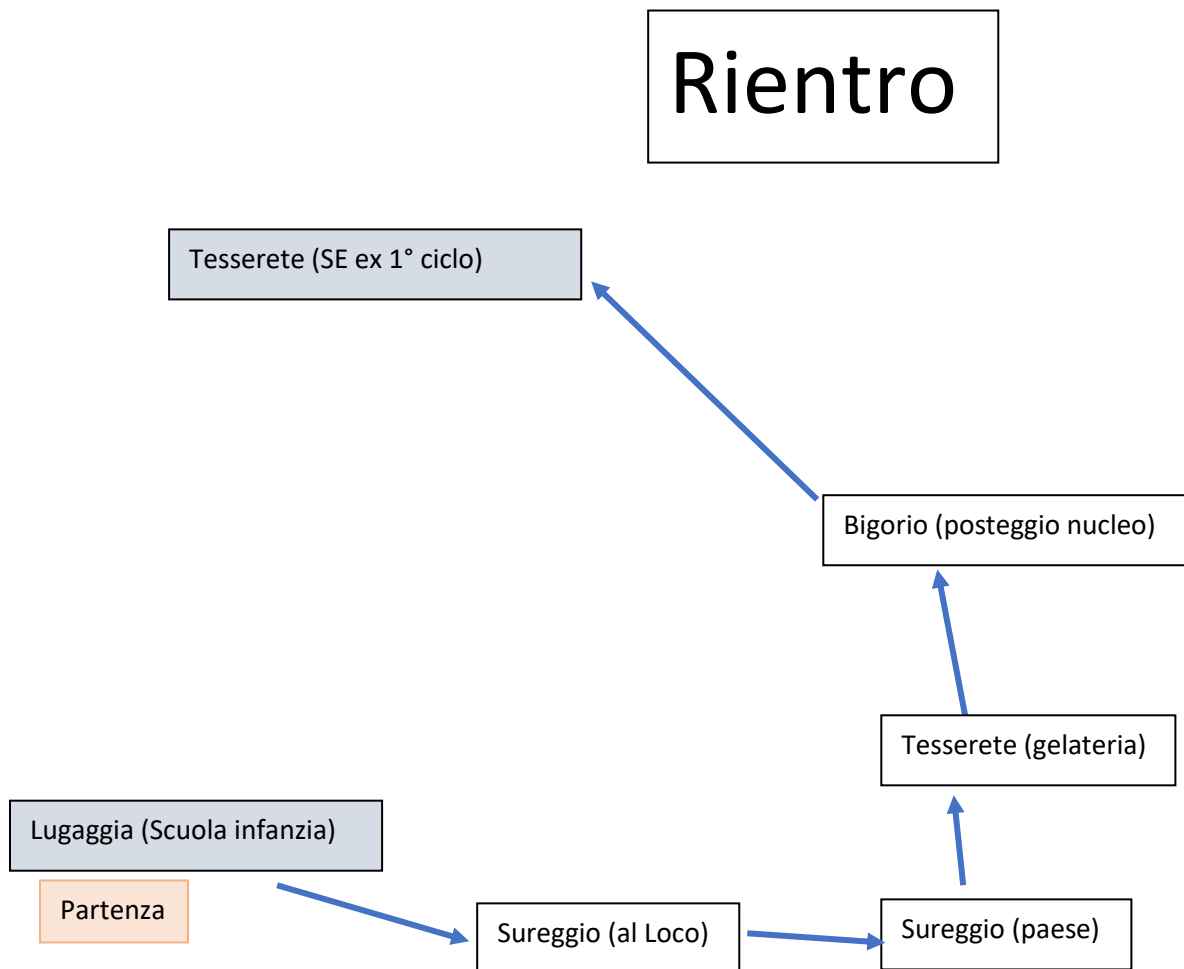 Rientro
Tesserete (SE ex 1° ciclo)
Bigorio (posteggio nucleo)
Tesserete (gelateria)
Lugaggia (Scuola infanzia)
Partenza
Sureggio (al Loco)
Sureggio (paese)